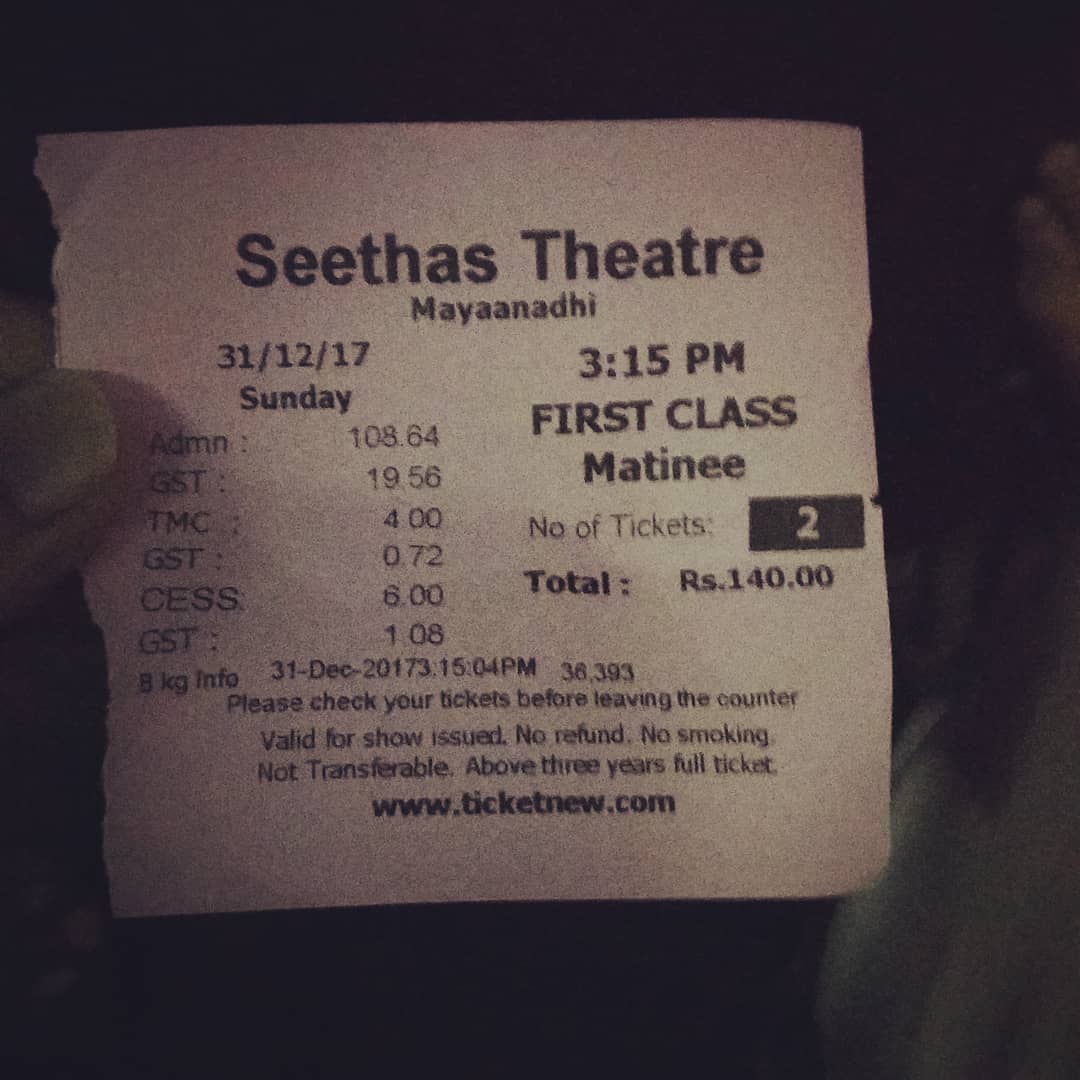 Seethas Theatre
Mayaanadhi
31/12/17 3:15 PM
Sunday FIRST CLASS
Admn : 108.64 Matinee
GST : 19.56
TMC : 4.00 No of Tickets: 2
GST : 0.72
CESS 6.00 Total : Rs.140.00
GST : 1.08
B kg Info 31-Dec-20173:15:04PM 36,393
Please check your tickets before leaving the counter
Valid for show issued. No refund. No smoking.
Not Transferable. Above three years full ticket.
www.ticketnew.com